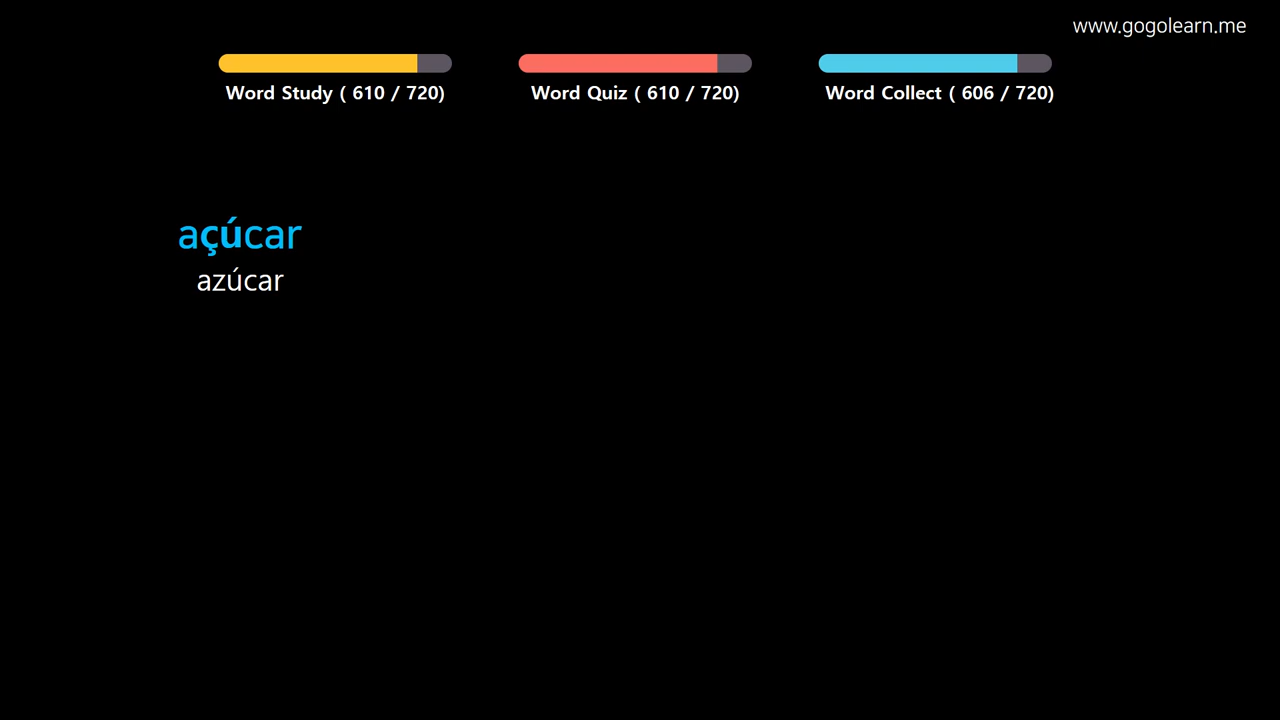 www.gogolearn.me
Word Study ( 610 / 720)
Word Quiz ( 610 / 720)
Word Collect ( 606 / 720)
açúcar
azúcar